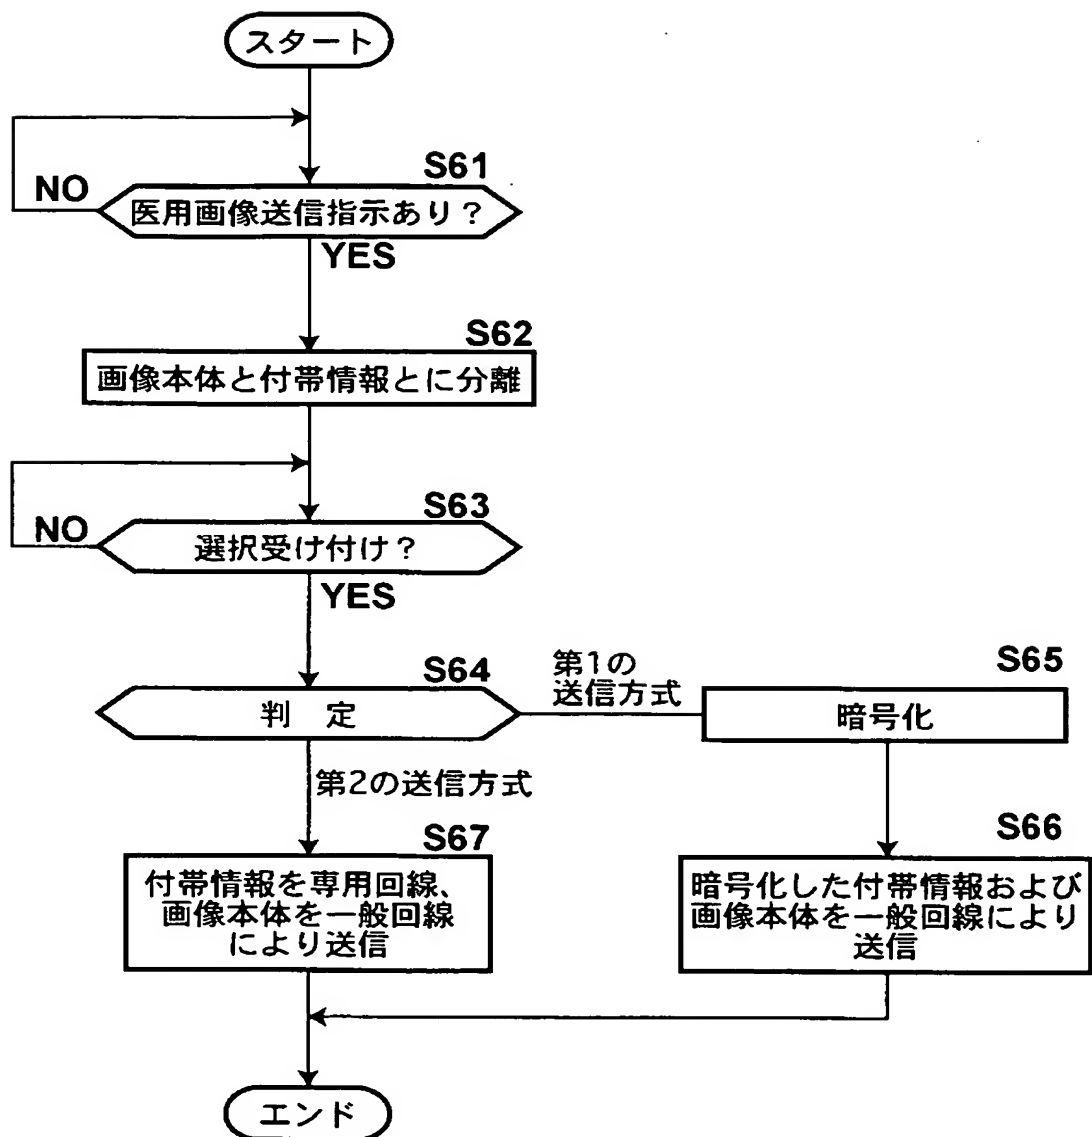 スタート
S61
NO
医用画像送信指示あり？
YES
S62
画像本体と付帯情報とに分離
S63
NO
選択受け付け？
YES
S64
判　定
第1の
送信方式
S65
暗号化
第2の送信方式
S67
付帯情報を専用回線、
画像本体を一般回線
により送信
S66
暗号化した付帯情報および
画像本体を一般回線により
送信
エンド